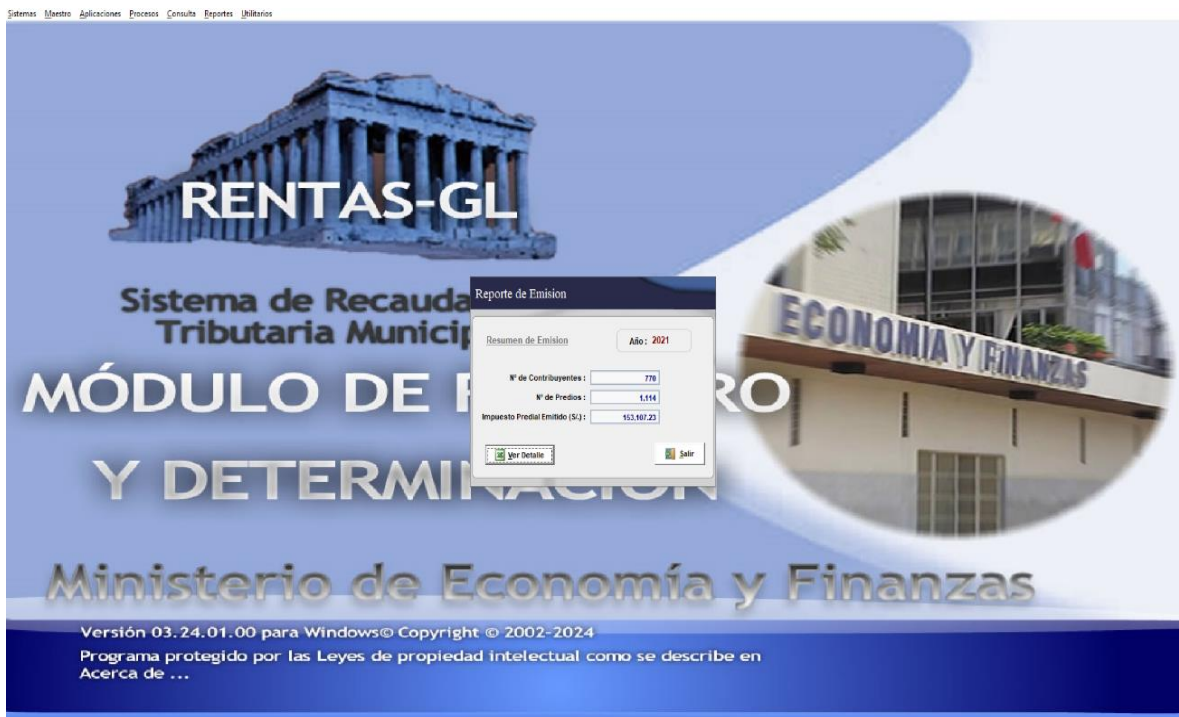 Sistemas Maestro Aplicaciones Procesos Consulta Reportes Utilitarios
RENTAS-GL
Sistema de Recauda
Tributaria Municip
MÓDULO DE
RO
Y DETERMINACIÓN
ECONOMIA Y FINANZAS
Reporte de Emision
Resumen de Emision
Año : 2021
N° de Contribuyentes : 770
N° de Predios : 1,114
Impuesto Predial Emitido (S/.) : 153,107.23
Ver Detalle
Salir
Ministerio de Economía y Finanzas
Versión 03.24.01.00 para Windows© Copyright © 2002-2024
Programa protegido por las Leyes de propiedad intelectual como se describe en
Acerca de ...